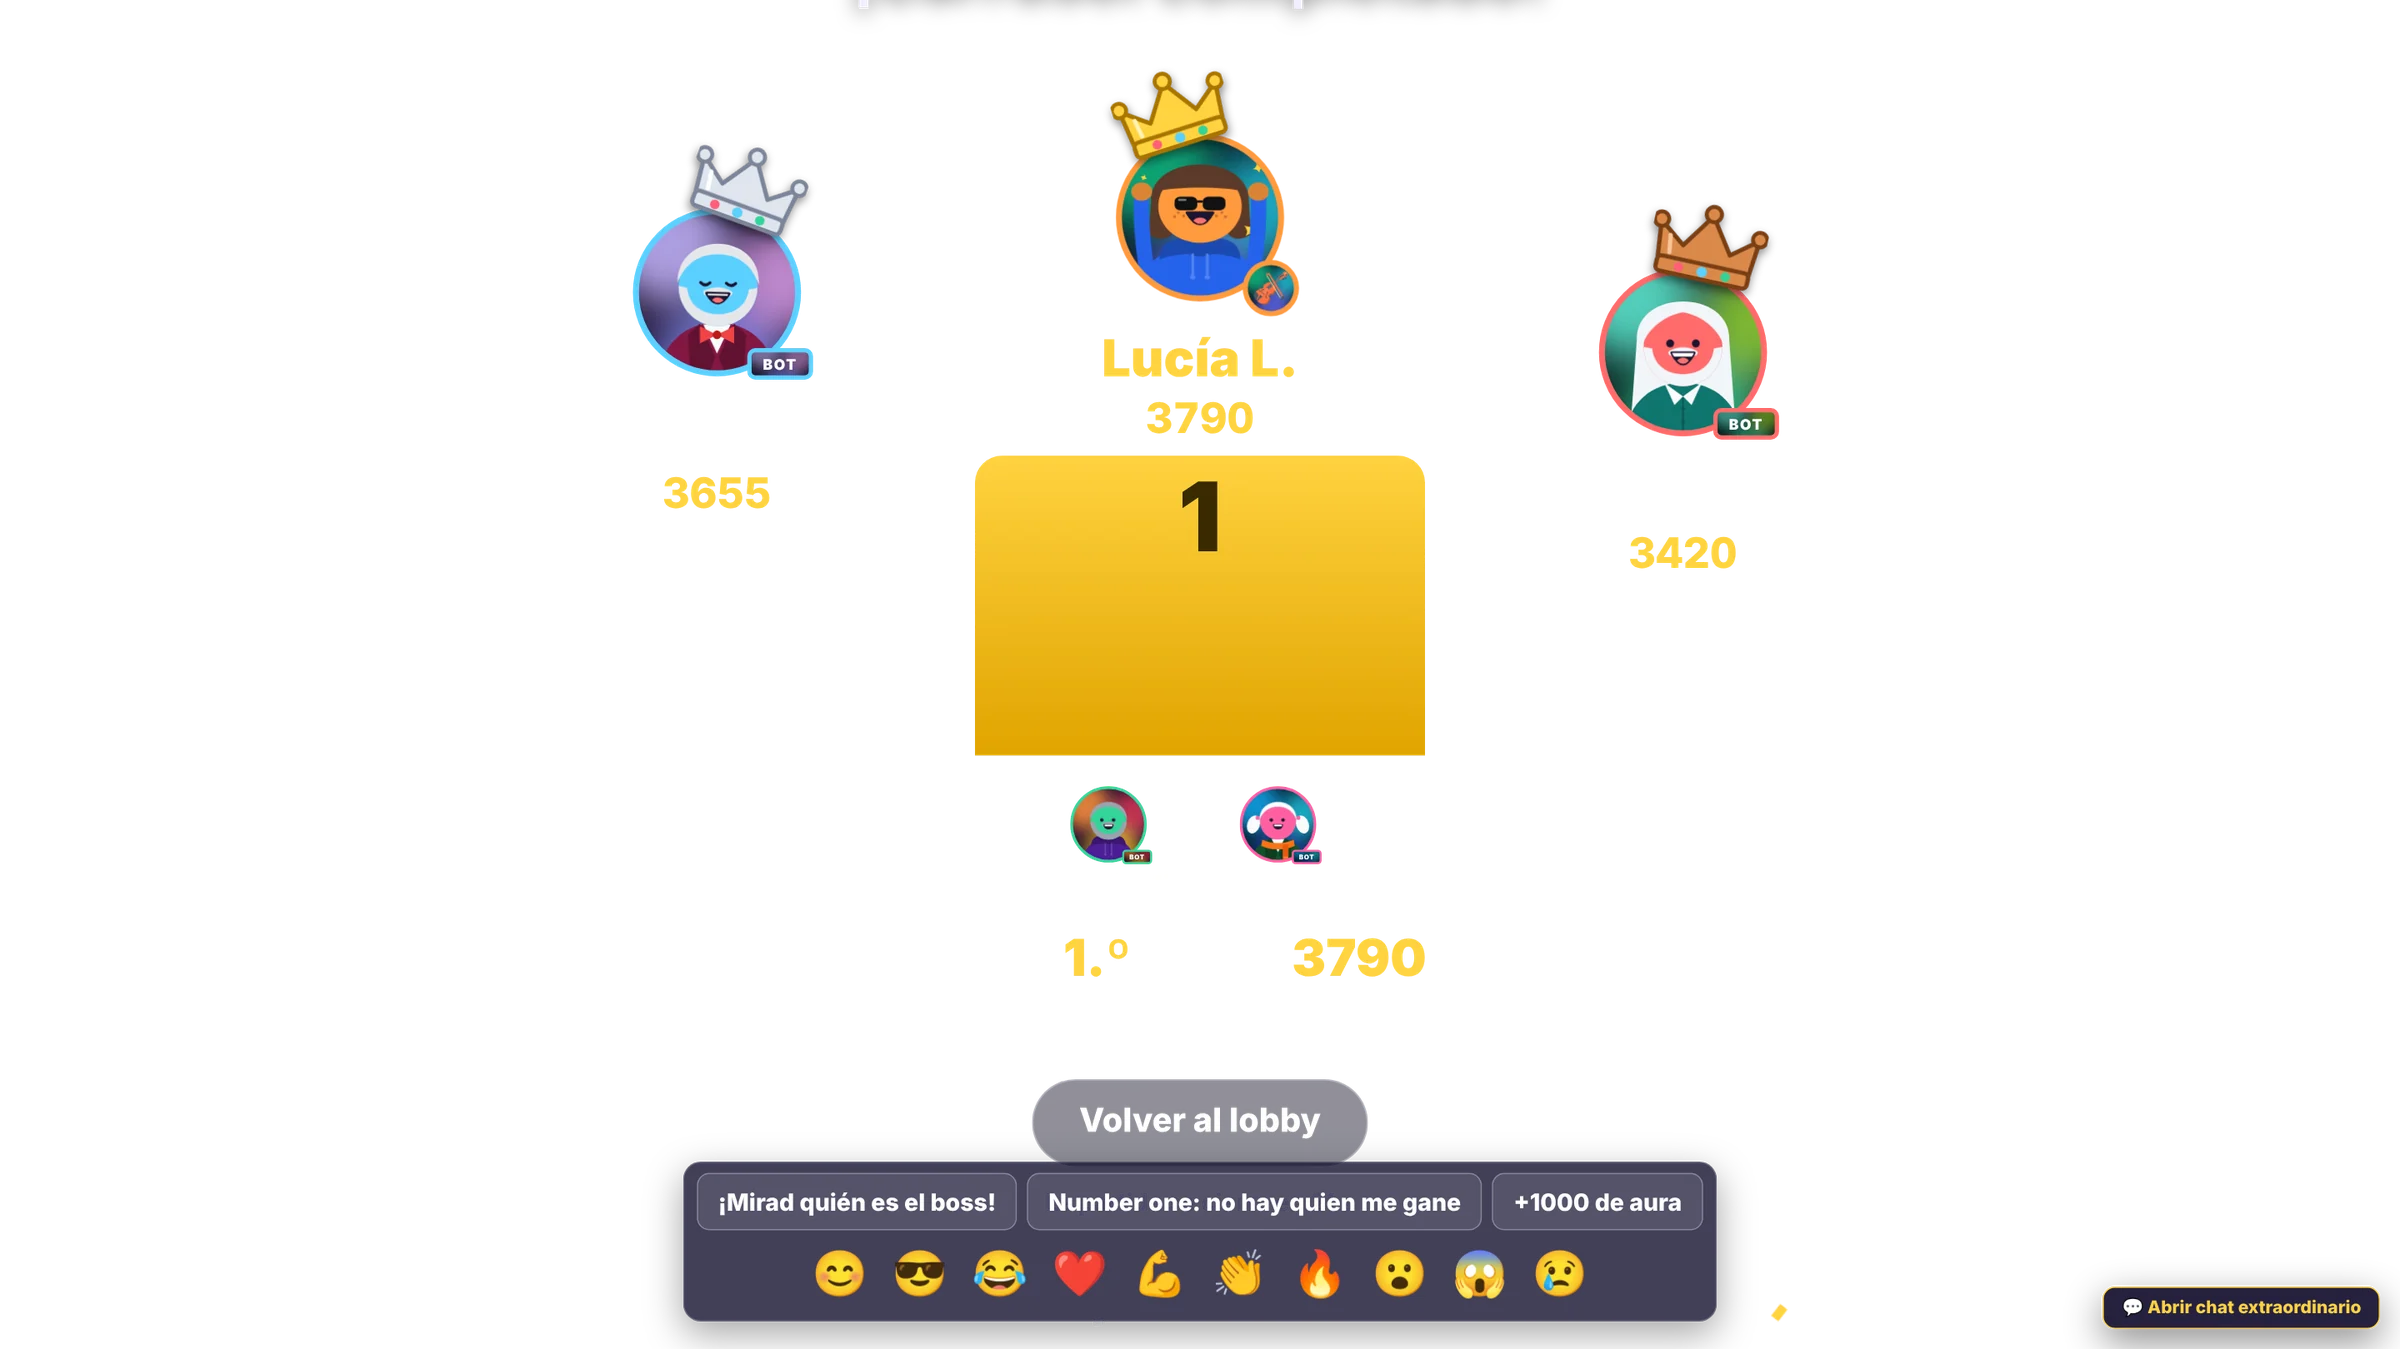 BOT
Lucía L.
3790
BOT
3655
1
3420
BOT
BOT
1.º
3790
Volver al lobby
¡Mirad quién es el boss!
Number one: no hay quien me gane
+1000 de aura
Abrir chat extraordinario